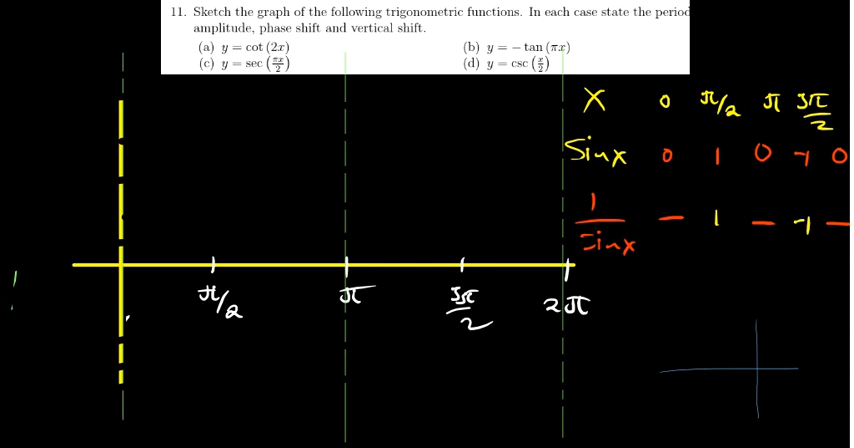 11. Sketch the graph of the following trigonometric functions. In each case state the period
amplitude, phase shift and vertical shift.
(a) y = cot (2x) (b) y = − tan (πx)
(c) y = sec (πx/2) (d) y = csc (x/2)
X 0 π/2 π 3π/2
Sinx 0 1 0 -1 0
1/sinx – 1 – -1 –
π/2 π 3π/2 2π